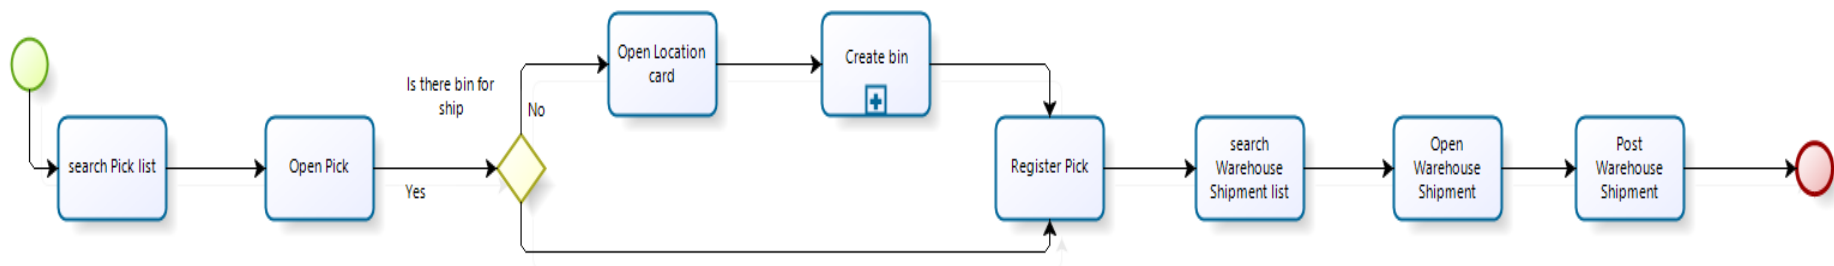 search Pick list
Open Pick
Is there bin for
ship
Yes
No
Open Location
card
Create bin
Register Pick
search
Warehouse
Shipment list
Open
Warehouse
Shipment
Post
Warehouse
Shipment